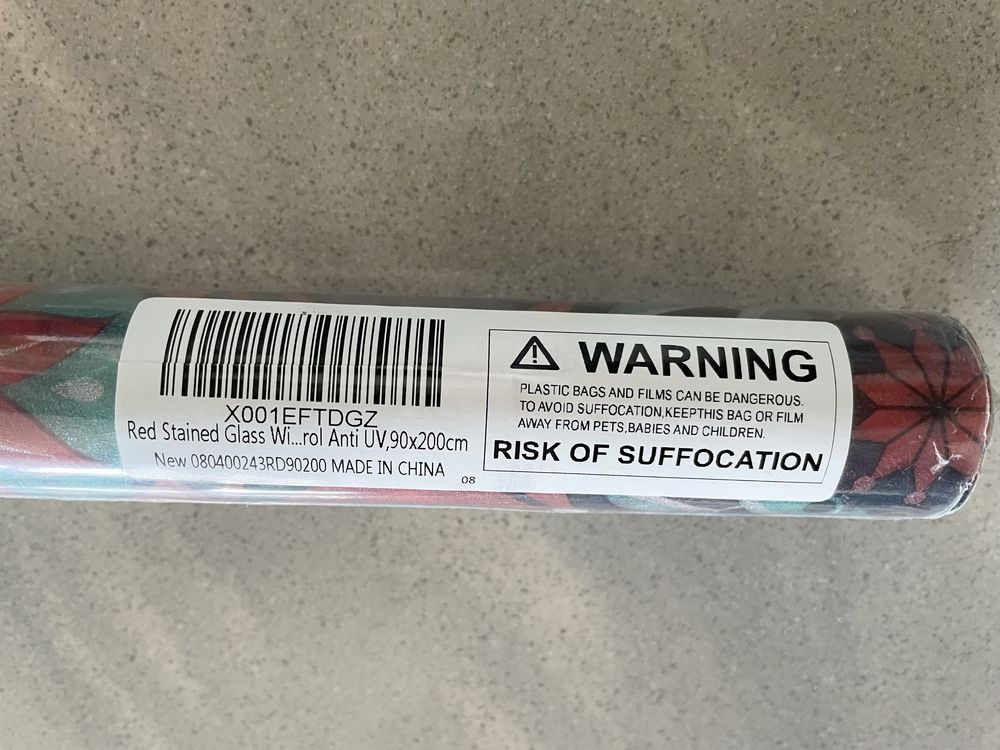 X001EFTDGZ
Red Stained Glass Wi...rol Anti UV,90x200cm
New 080400243RD90200 MADE IN CHINA
08
WARNING
PLASTIC BAGS AND FILMS CAN BE DANGEROUS.
TO AVOID SUFFOCATION,KEEPTHIS BAG OR FILM
AWAY FROM PETS,BABIES AND CHILDREN.
RISK OF SUFFOCATION